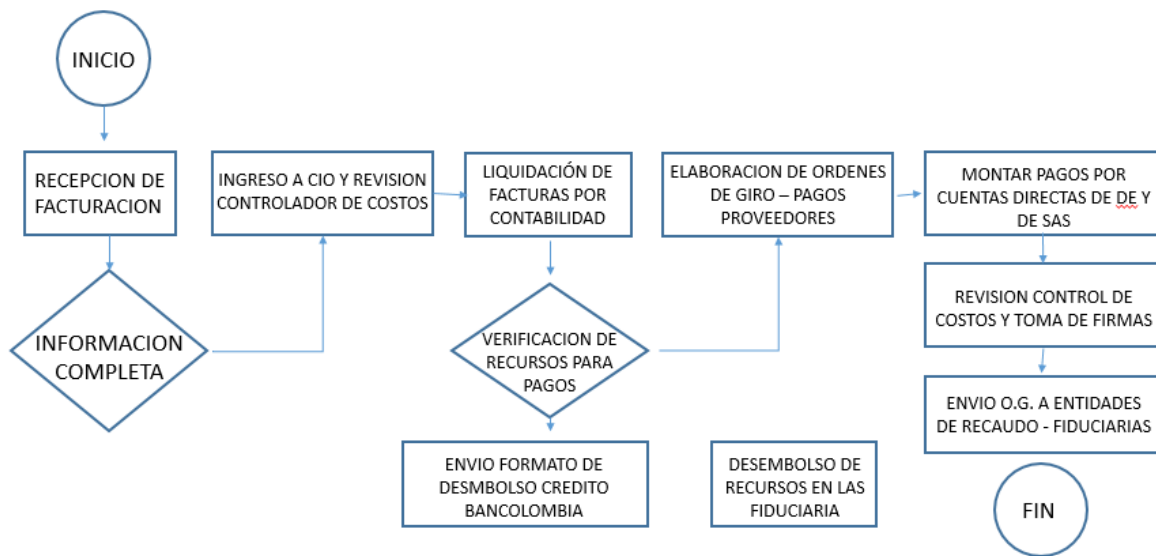 INICIO
RECEPCION DE
FACTURACION
INFORMACION
COMPLETA
INGRESO A CIO Y REVISION
CONTROLADOR DE COSTOS
LIQUIDACIÓN DE
FACTURAS POR
CONTABILIDAD
VERIFICACION DE
RECURSOS PARA
PAGOS
ENVIO FORMATO DE
DESMBOLSO CREDITO
BANCOLOMBIA
DESEMBOLSO DE
RECURSOS EN LAS
FIDUCIARIA
ELABORACION DE ORDENES
DE GIRO – PAGOS
PROVEEDORES
MONTAR PAGOS POR
CUENTAS DIRECTAS DE DE Y
DE SAS
REVISION CONTROL DE
COSTOS Y TOMA DE FIRMAS
ENVIO O.G. A ENTIDADES
DE RECAUDO - FIDUCIARIAS
FIN